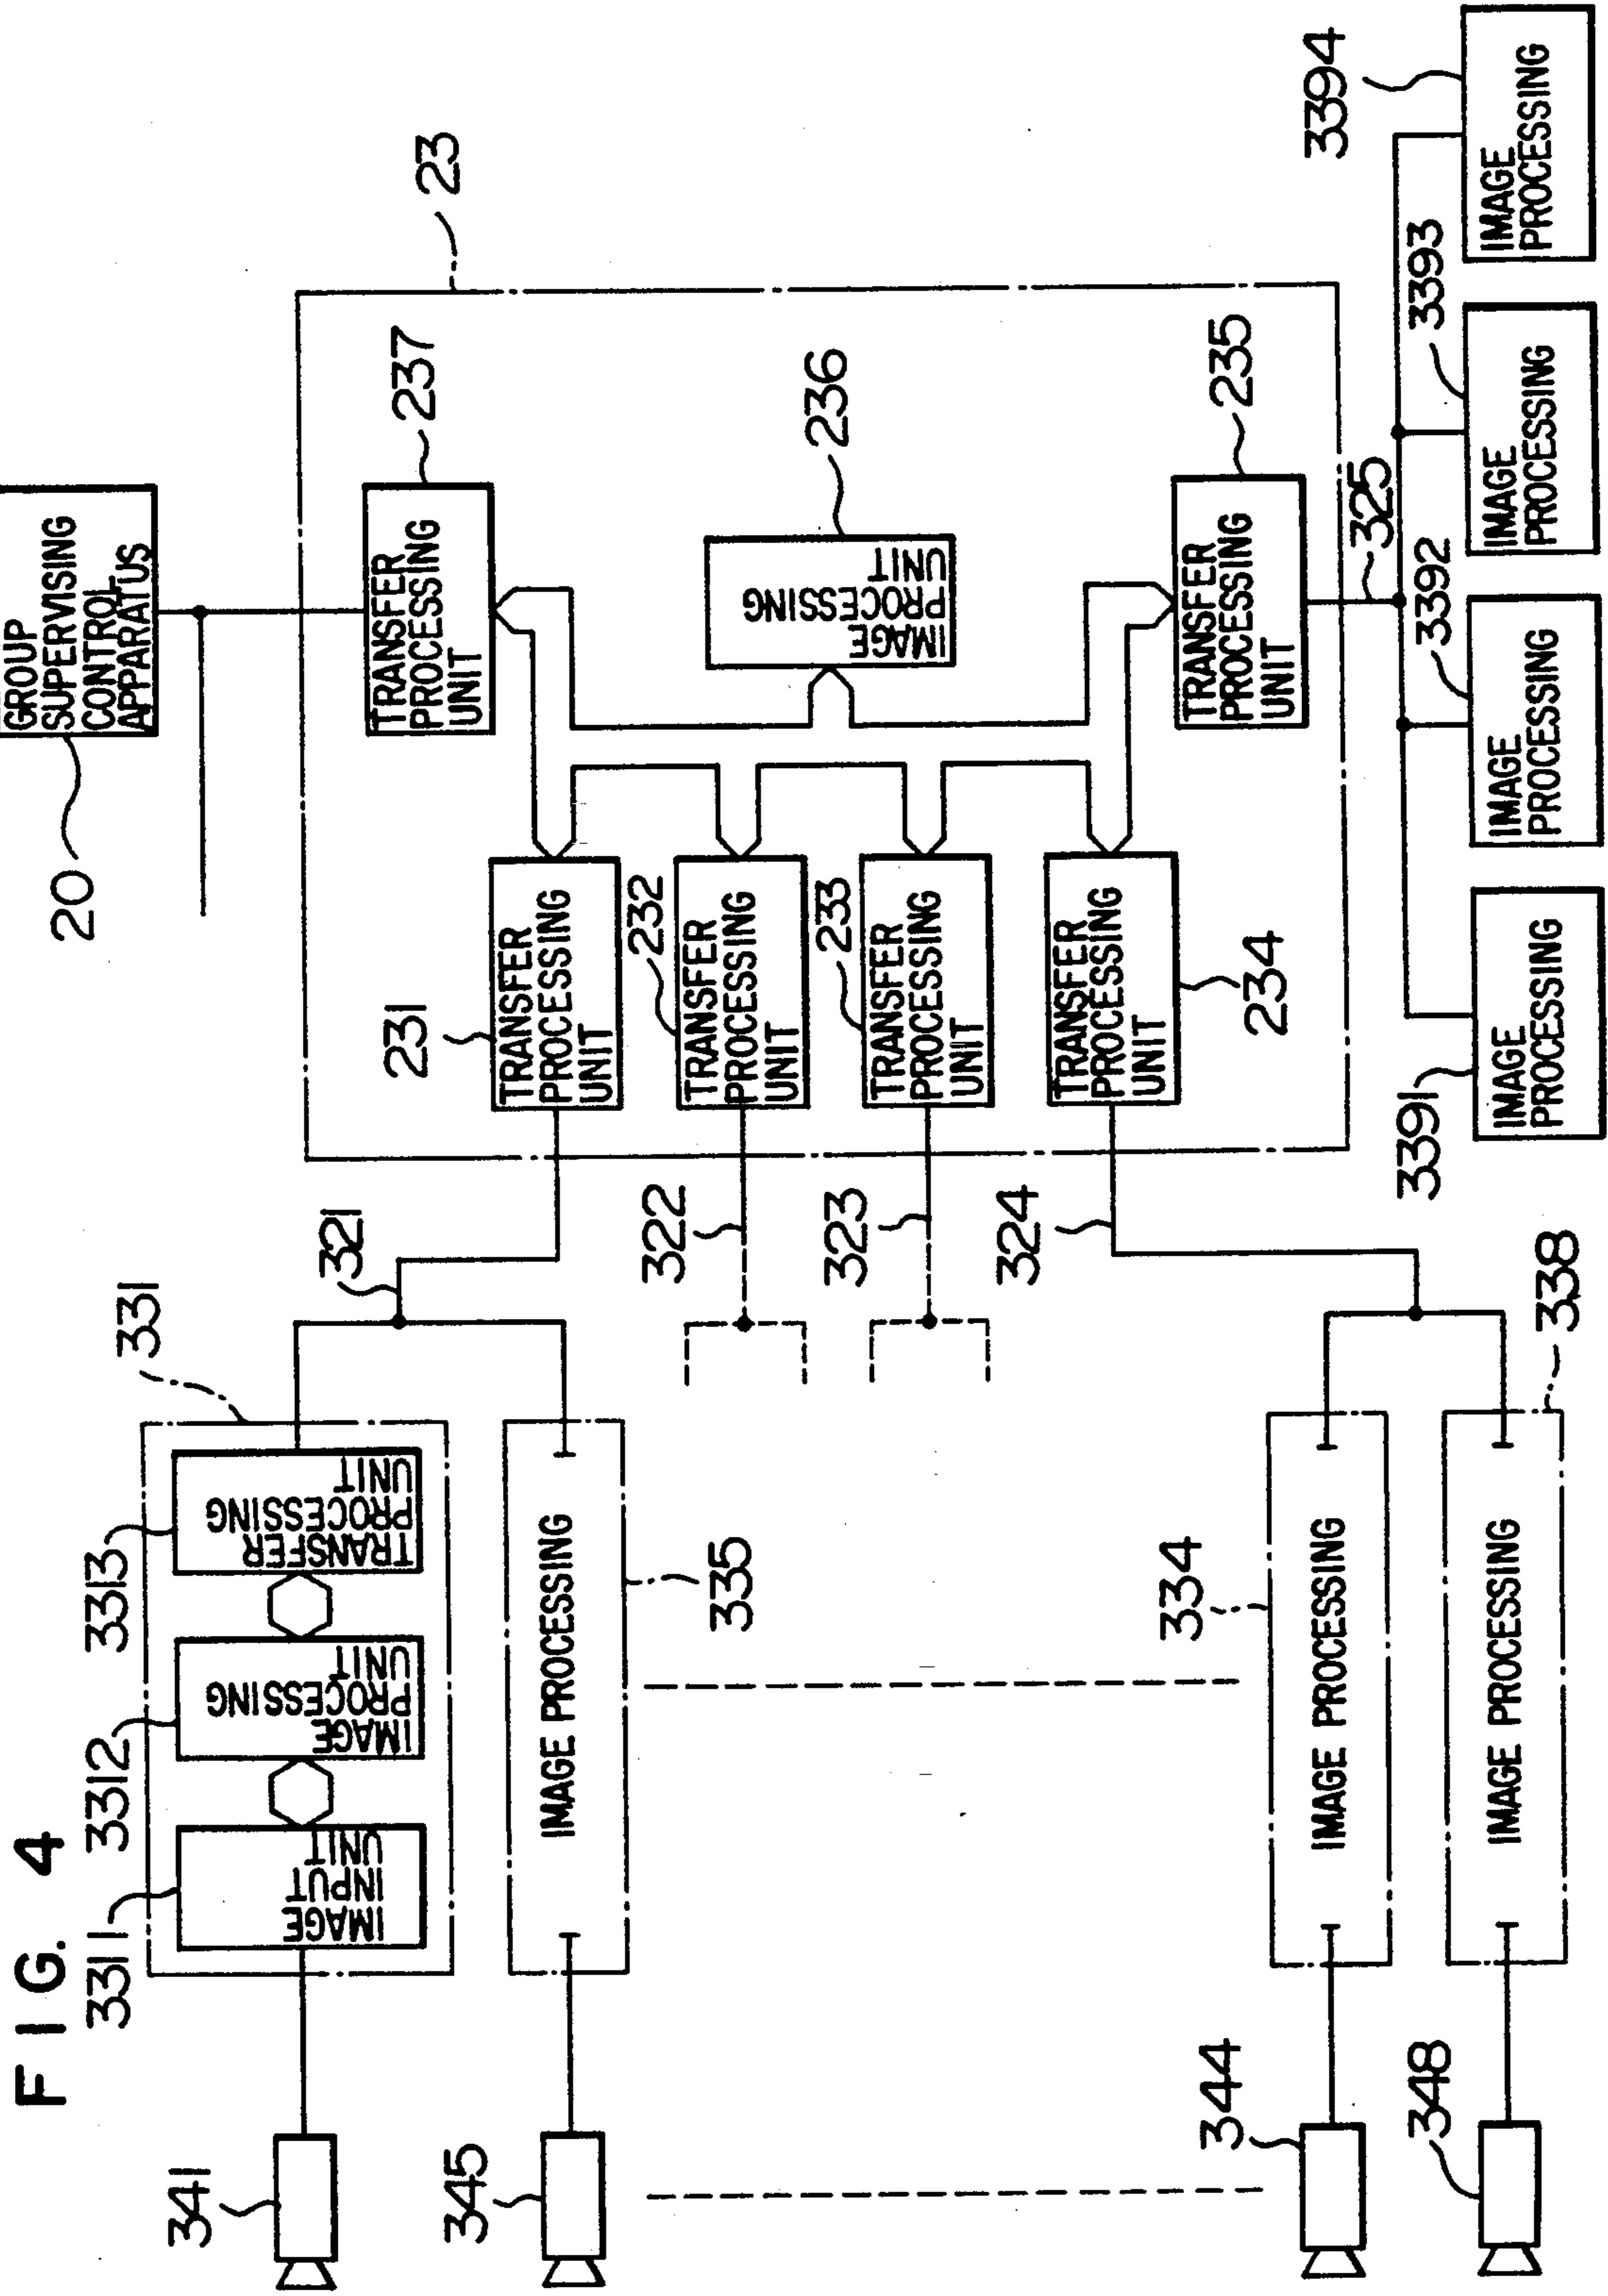 FIG. 4
341
3311
IMAGE
INPUT
UNIT
3312
IMAGE
PROCESSING
UNIT
3313
TRANSFER
PROCESSING
UNIT
331
321
345
IMAGE PROCESSING
335
344
334
IMAGE PROCESSING
348
IMAGE PROCESSING
338
322
323
324
20
GROUP
SUPERVISING
CONTROL
APPARATUS
23
231
TRANSFER
PROCESSING
UNIT
232
TRANSFER
PROCESSING
UNIT
233
TRANSFER
PROCESSING
UNIT
234
TRANSFER
PROCESSING
UNIT
237
TRANSFER
PROCESSING
UNIT
236
IMAGE
PROCESSING
UNIT
235
TRANSFER
PROCESSING
UNIT
325
3391
IMAGE
PROCESSING
3392
IMAGE
PROCESSING
3393
IMAGE
PROCESSING
3394
IMAGE
PROCESSING